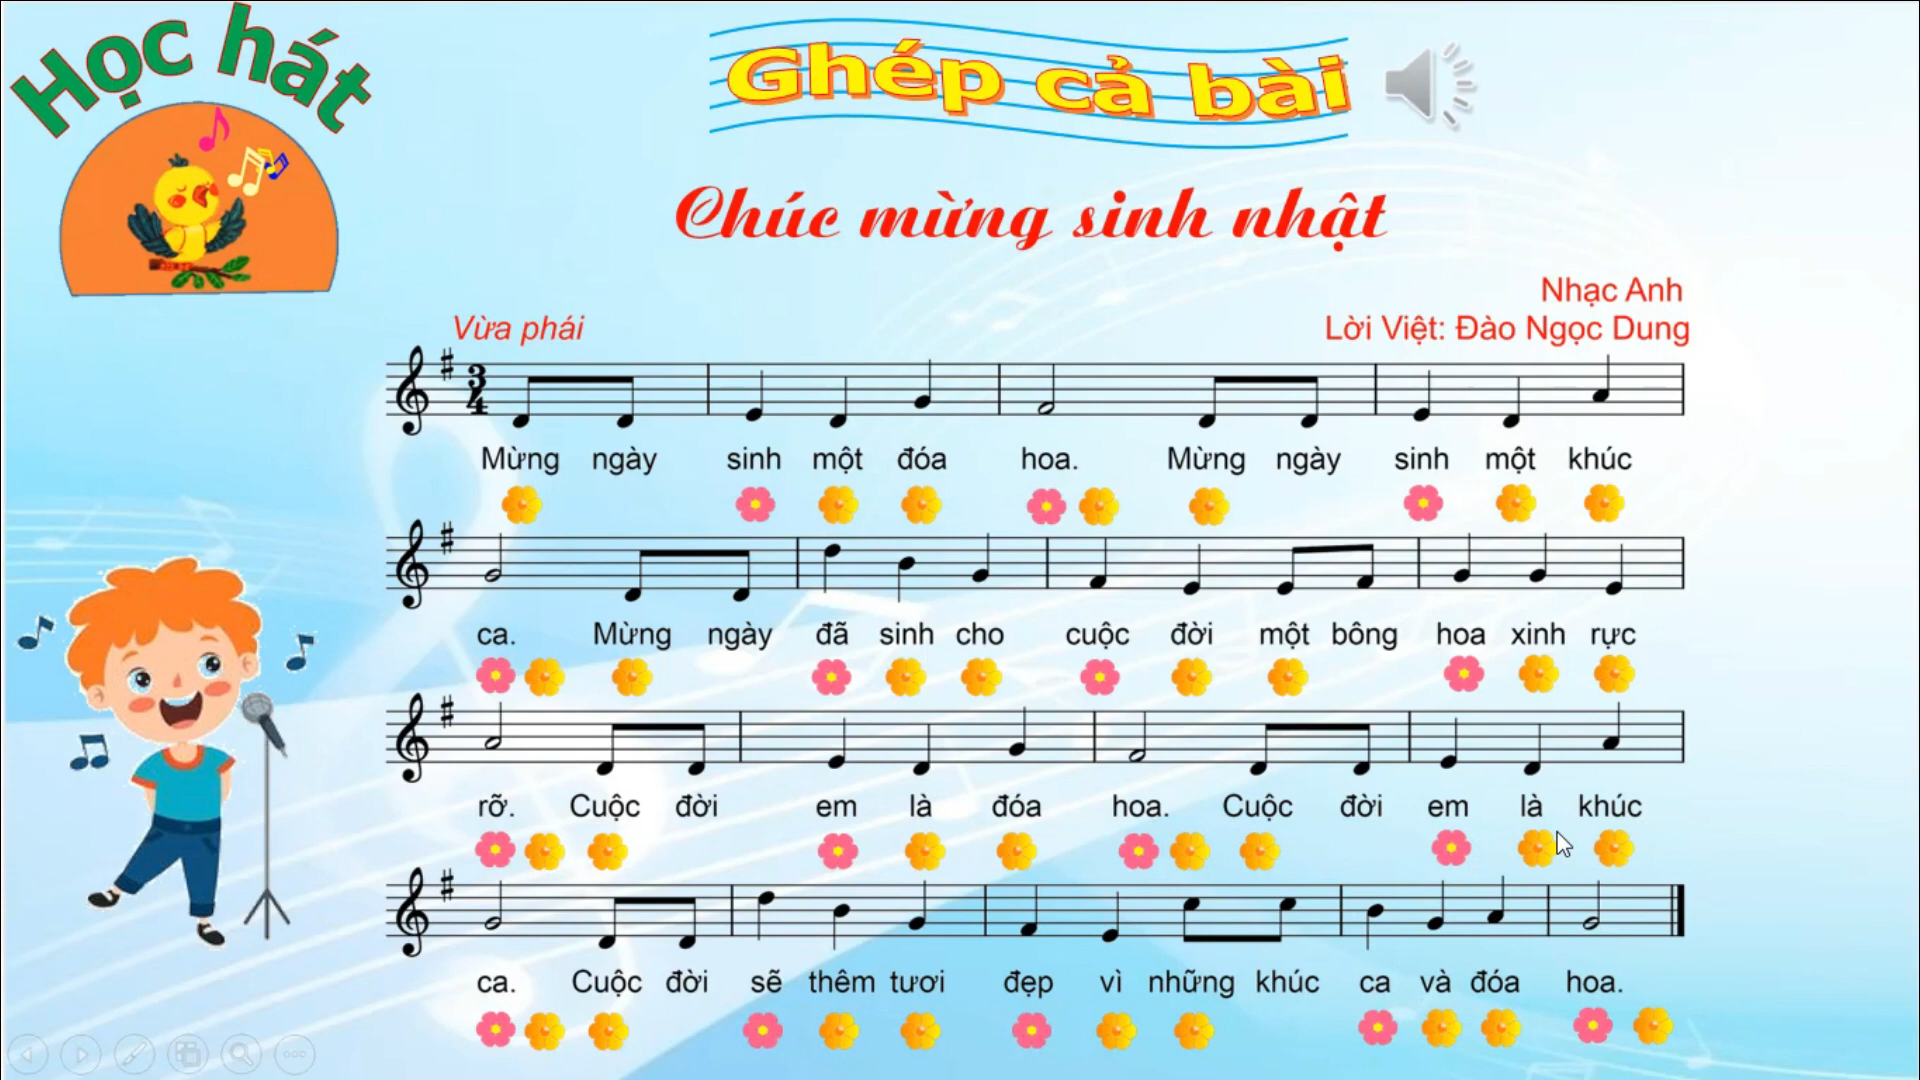 Học hát
Ghép cả bài
Chúc mừng sinh nhật
Nhạc Anh
Vừa phái
Lời Việt: Đào Ngọc Dung
3
4
Mừng ngày sinh một đóa hoa. Mừng ngày sinh một khúc
ca. Mừng ngày đã sinh cho cuộc đời một bông hoa xinh rực
rỡ. Cuộc đời em là đóa hoa. Cuộc đời em là khúc
ca. Cuộc đời sẽ thêm tươi đẹp vì những khúc ca và đóa hoa.